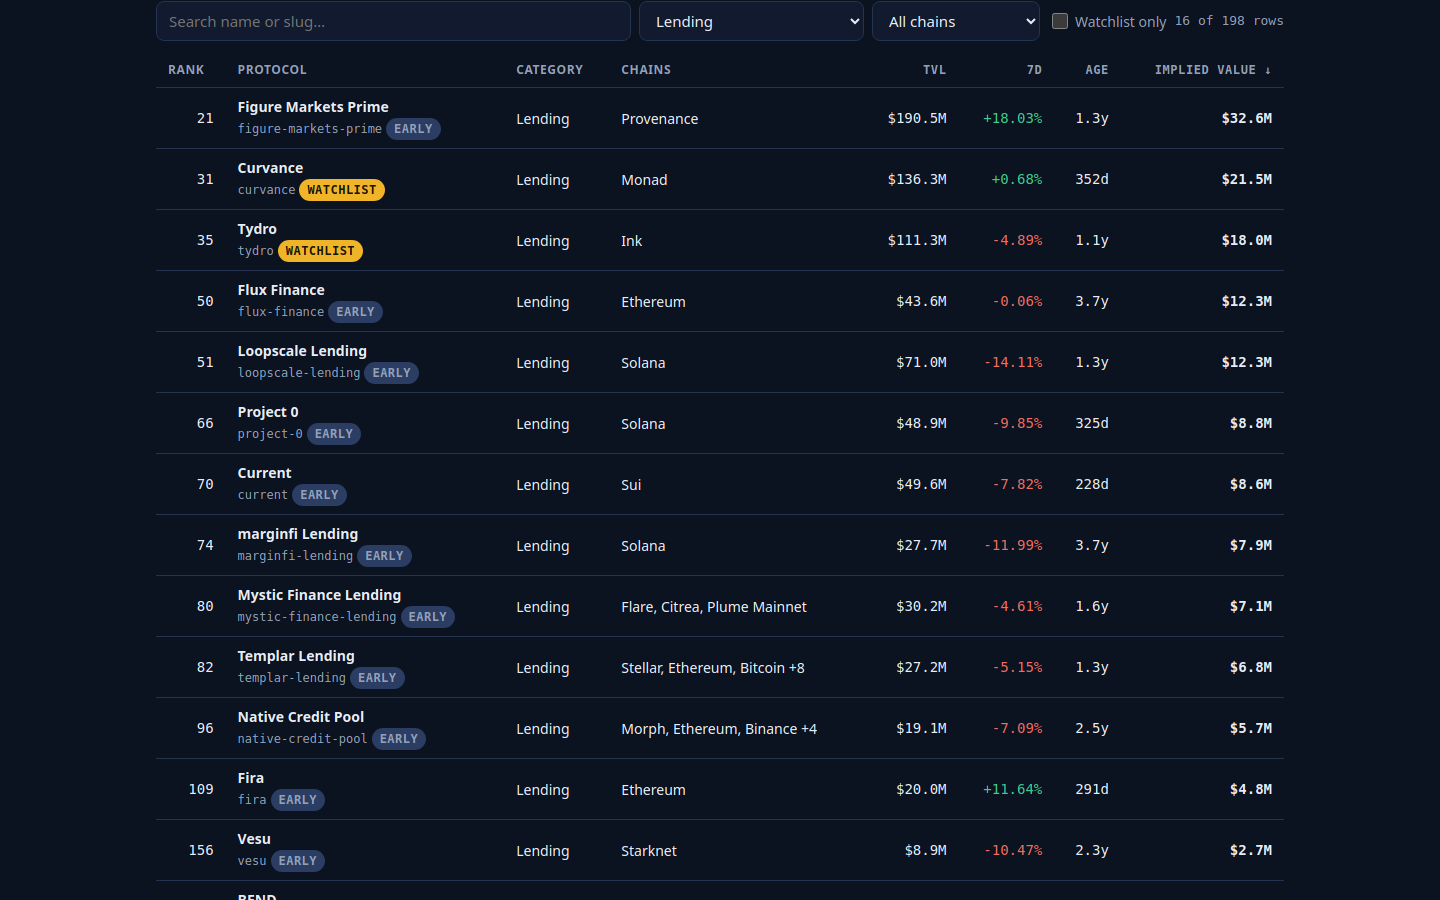 Search name or slug... Lending All chains Watchlist only 16 of 198 rows
RANK PROTOCOL CATEGORY CHAINS TVL 7D AGE IMPLIED VALUE ↓
21 Figure Markets Prime figure-markets-prime EARLY Lending Provenance $190.5M +18.03% 1.3y $32.6M
31 Curvance curvance WATCHLIST Lending Monad $136.3M +0.68% 352d $21.5M
35 Tydro tydro WATCHLIST Lending Ink $111.3M -4.89% 1.1y $18.0M
50 Flux Finance flux-finance EARLY Lending Ethereum $43.6M -0.06% 3.7y $12.3M
51 Loopscale Lending loopscale-lending EARLY Lending Solana $71.0M -14.11% 1.3y $12.3M
66 Project 0 project-0 EARLY Lending Solana $48.9M -9.85% 325d $8.8M
70 Current current EARLY Lending Sui $49.6M -7.82% 228d $8.6M
74 marginfi Lending marginfi-lending EARLY Lending Solana $27.7M -11.99% 3.7y $7.9M
80 Mystic Finance Lending mystic-finance-lending EARLY Lending Flare, Citrea, Plume Mainnet $30.2M -4.61% 1.6y $7.1M
82 Templar Lending templar-lending EARLY Lending Stellar, Ethereum, Bitcoin +8 $27.2M -5.15% 1.3y $6.8M
96 Native Credit Pool native-credit-pool EARLY Lending Morph, Ethereum, Binance +4 $19.1M -7.09% 2.5y $5.7M
109 Fira fira EARLY Lending Ethereum $20.0M +11.64% 291d $4.8M
156 Vesu vesu EARLY Lending Starknet $8.9M -10.47% 2.3y $2.7M